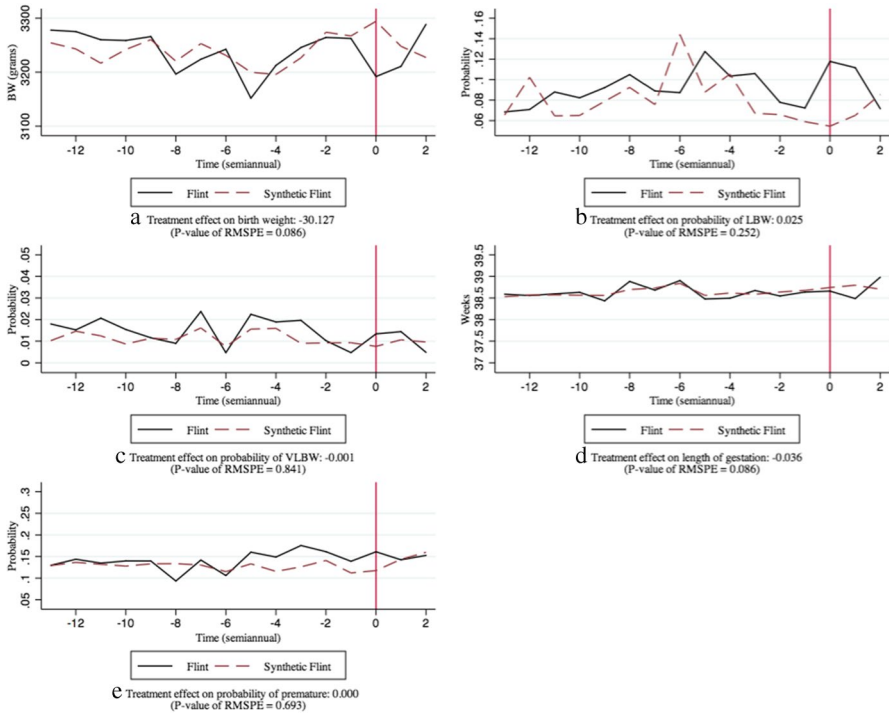 3300
3200
3100
BW (grams)
-12 -10 -8 -6 -4 -2 0 2
Time (semiannual)
Flint Synthetic Flint
a Treatment effect on birth weight: -30.127
(P-value of RMSPE = 0.086)
.16
.14
.12
.1
.08
.06
Probability
-12 -10 -8 -6 -4 -2 0 2
Time (semiannual)
Flint Synthetic Flint
b Treatment effect on probability of LBW: 0.025
(P-value of RMSPE = 0.252)
.05
.04
.03
.02
.01
0
Probability
-12 -10 -8 -6 -4 -2 0 2
Time (semiannual)
Flint Synthetic Flint
c Treatment effect on probability of VLBW: -0.001
(P-value of RMSPE = 0.841)
39.5
39
38.5
38
37.5
37
Weeks
-12 -10 -8 -6 -4 -2 0 2
Time (semiannual)
Flint Synthetic Flint
d Treatment effect on length of gestation: -0.036
(P-value of RMSPE = 0.086)
.3
.25
.2
.15
.1
.05
Probability
-12 -10 -8 -6 -4 -2 0 2
Time (semiannual)
Flint Synthetic Flint
e Treatment effect on probability of premature: 0.000
(P-value of RMSPE = 0.693)